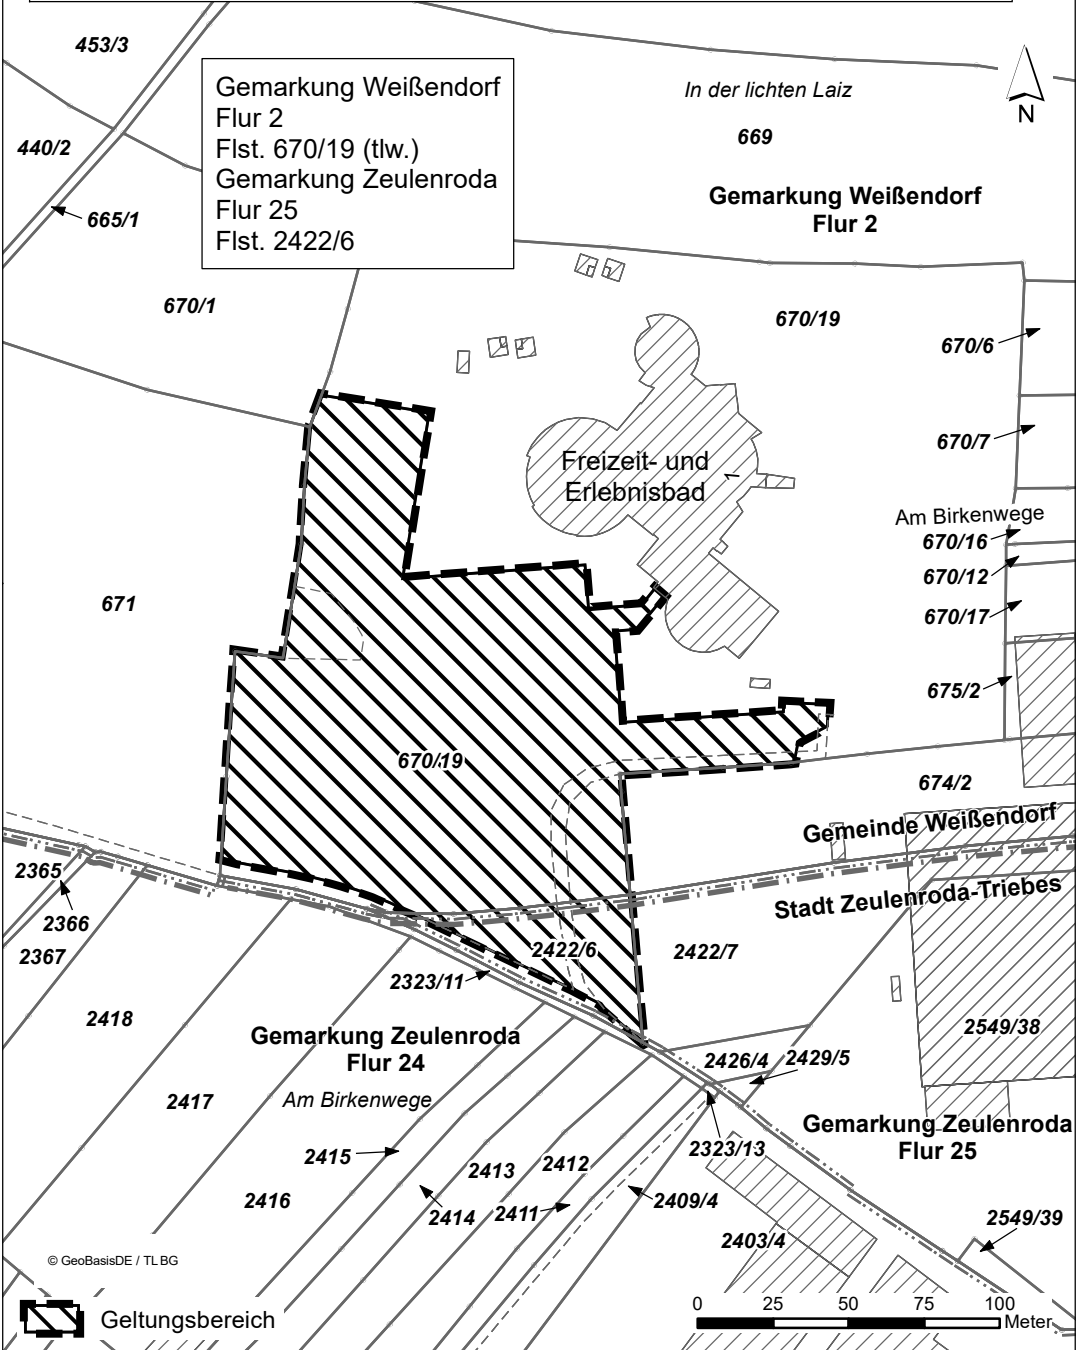 453/3
440/2
665/1
Gemarkung Weißendorf
Flur 2
Flst. 670/19 (tlw.)
Gemarkung Zeulenroda
Flur 25
Flst. 2422/6
In der lichten Laiz
669
N
Gemarkung Weißendorf
Flur 2
670/1
670/19
670/6
670/7
Freizeit- und
Erlebnisbad
Am Birkenwege
670/16
670/12
670/17
671
675/2
670/19
674/2
Gemeinde Weißendorf
Stadt Zeulenroda-Triebes
2365
2366
2367
2422/6
2422/7
2323/11
2418
Gemarkung Zeulenroda
Flur 24
2549/38
2426/4
2429/5
2417
Am Birkenwege
Gemarkung Zeulenroda
Flur 25
2323/13
2415
2413
2412
2416
2414
2411
2409/4
2403/4
2549/39
© GeoBasisDE / TLBG
Geltungsbereich
0 25 50 75 100
Meter